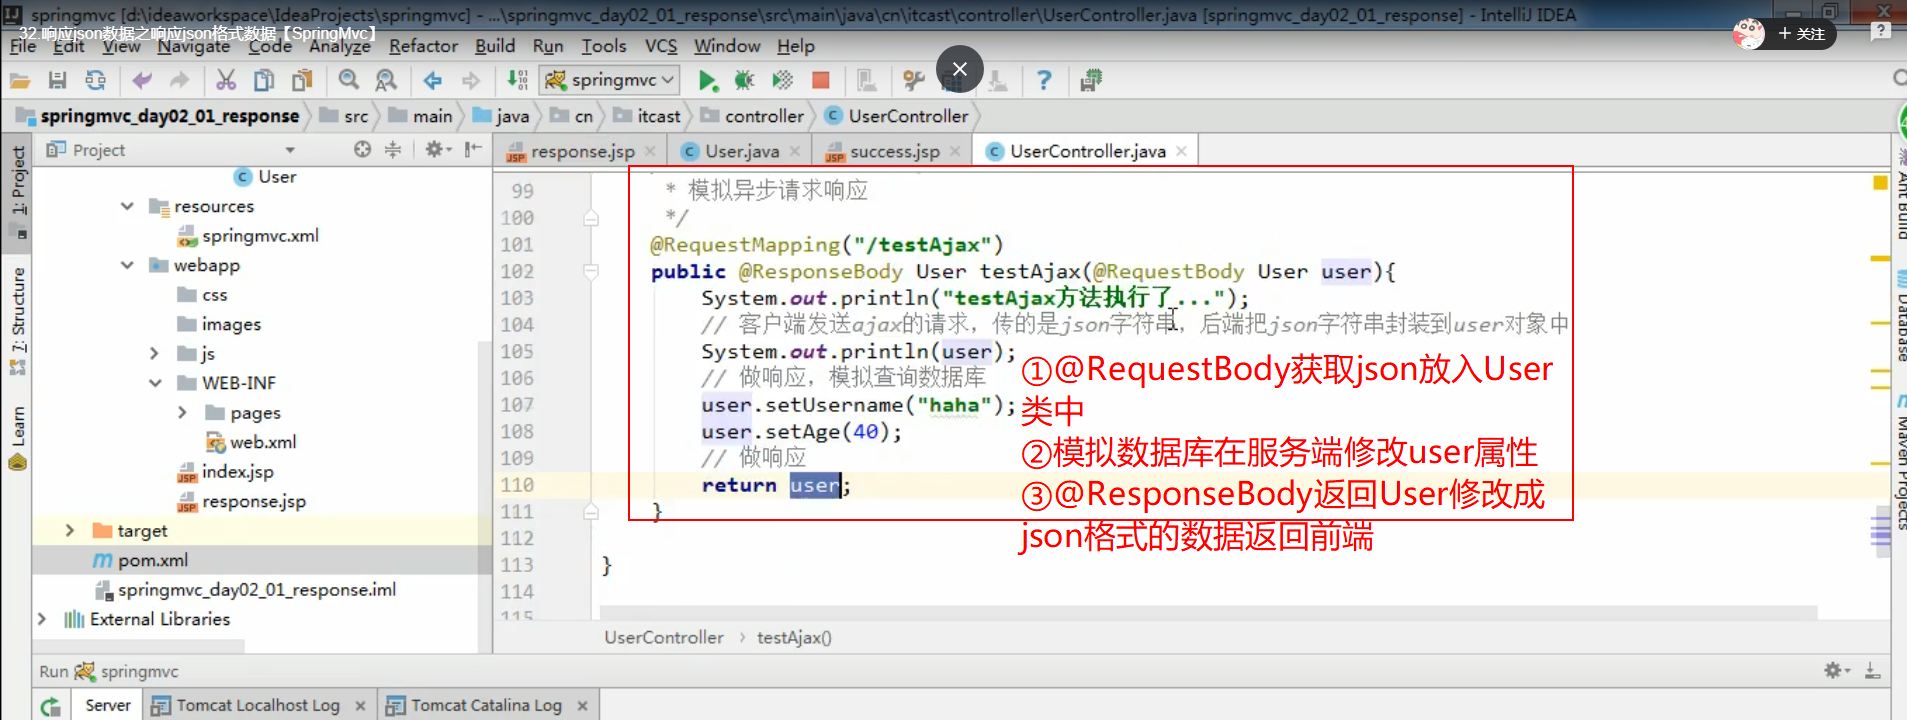 springmvc [d:\ideaworkspace\IdeaProjects\springmvc] - ...\springmvc_day02_01_response\src\main\java\cn\itcast\controller\UserController.java [springmvc_day02_01_response] - IntelliJ IDEA
32.响应json数据之响应json格式数据【SpringMvc】
+ 关注
File Edit View Navigate Code Analyze Refactor Build Run Tools VCS Window Help
springmvc
springmvc_day02_01_response src main java cn itcast controller UserController
Project
response.jsp User.java success.jsp UserController.java
1: Project
7: Structure
Learn
User
resources
springmvc.xml
webapp
css
images
js
WEB-INF
pages
web.xml
index.jsp
response.jsp
target
pom.xml
springmvc_day02_01_response.iml
External Libraries
99 * 模拟异步请求响应
100 */
101 @RequestMapping("/testAjax")
102 public @ResponseBody User testAjax(@RequestBody User user){
103 System.out.println("testAjax方法执行了...");
104 // 客户端发送ajax的请求，传的是json字符串，后端把json字符串封装到user对象中
105 System.out.println(user);
106 // 做响应，模拟查询数据库
107 user.setUsername("haha");
108 user.setAge(40);
109 // 做响应
110 return user;
111 }
112
113 }
114
115
①@RequestBody获取json放入User
类中
②模拟数据库在服务端修改user属性
③@ResponseBody返回User修改成
json格式的数据返回前端
Ant Build
Database
Maven Projects
UserController › testAjax()
Run springmvc
Server Tomcat Localhost Log Tomcat Catalina Log